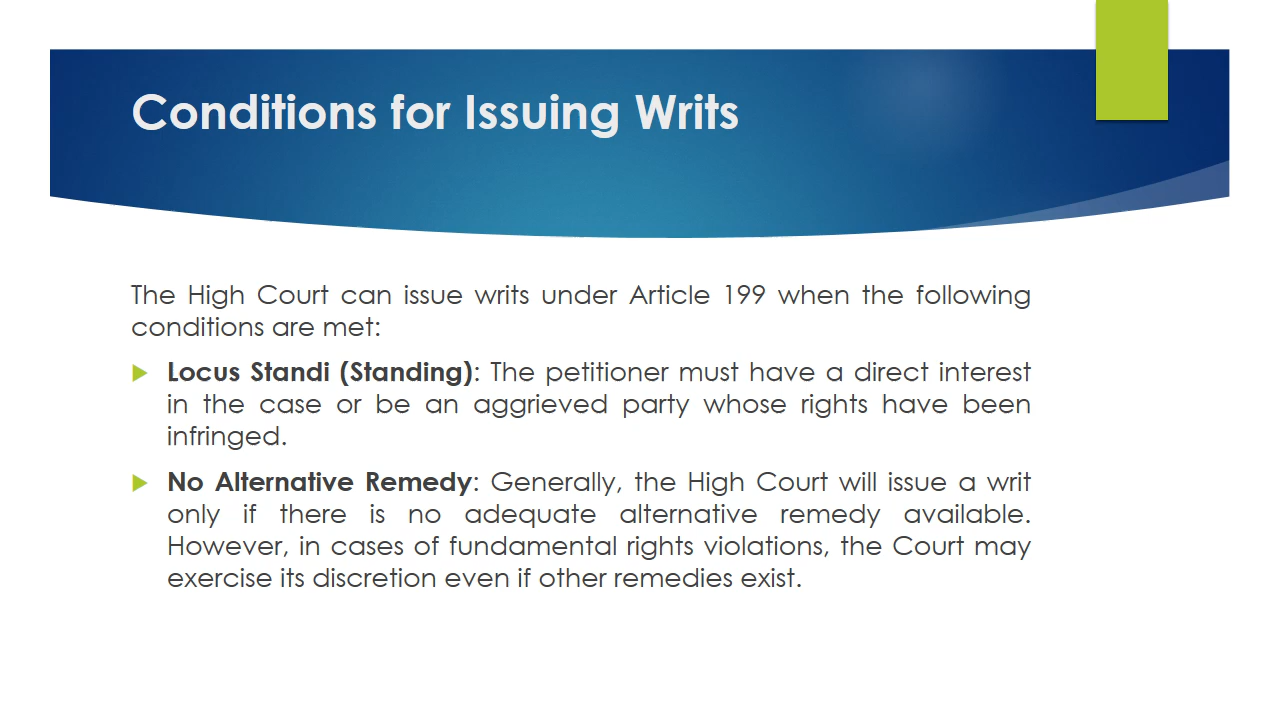 Conditions for Issuing Writs
The High Court can issue writs under Article 199 when the following
conditions are met:
Locus Standi (Standing): The petitioner must have a direct interest
in the case or be an aggrieved party whose rights have been
infringed.
No Alternative Remedy: Generally, the High Court will issue a writ
only if there is no adequate alternative remedy available.
However, in cases of fundamental rights violations, the Court may
exercise its discretion even if other remedies exist.